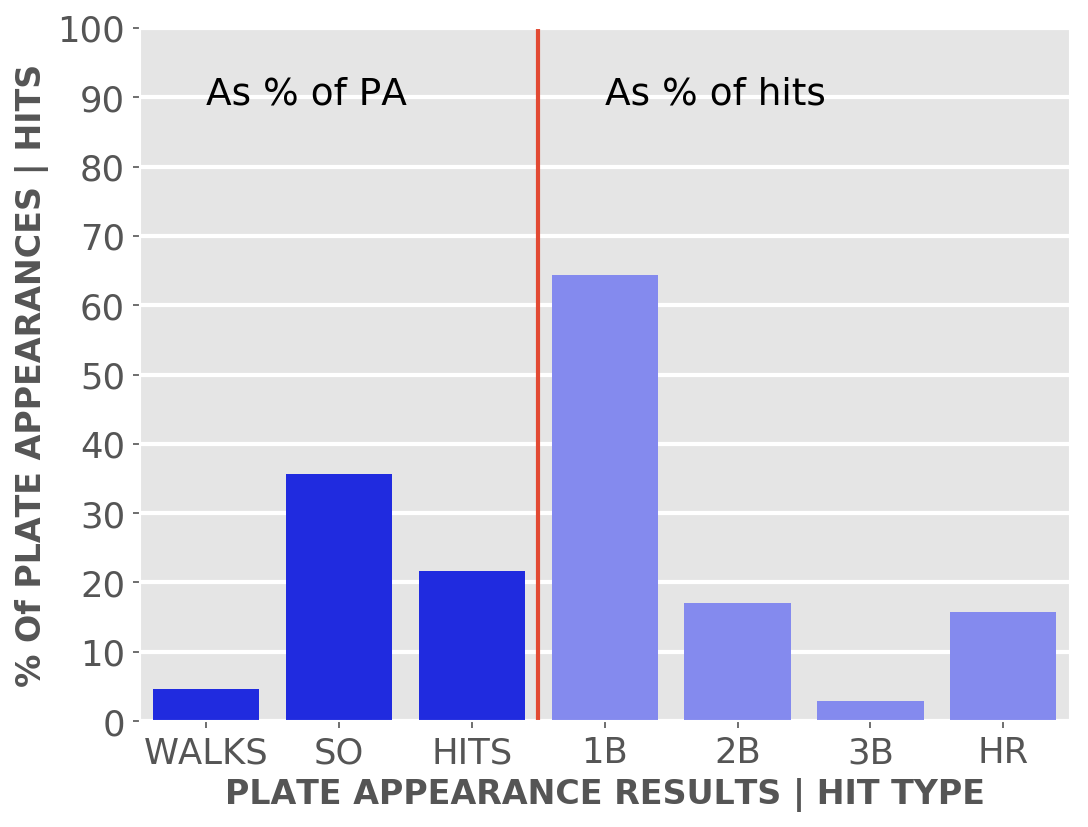 As % of PA
As % of hits
% Of PLATE APPEARANCES | HITS
100
90
80
70
60
50
40
30
20
10
0
WALKS SO HITS 1B 2B 3B HR
PLATE APPEARANCE RESULTS | HIT TYPE